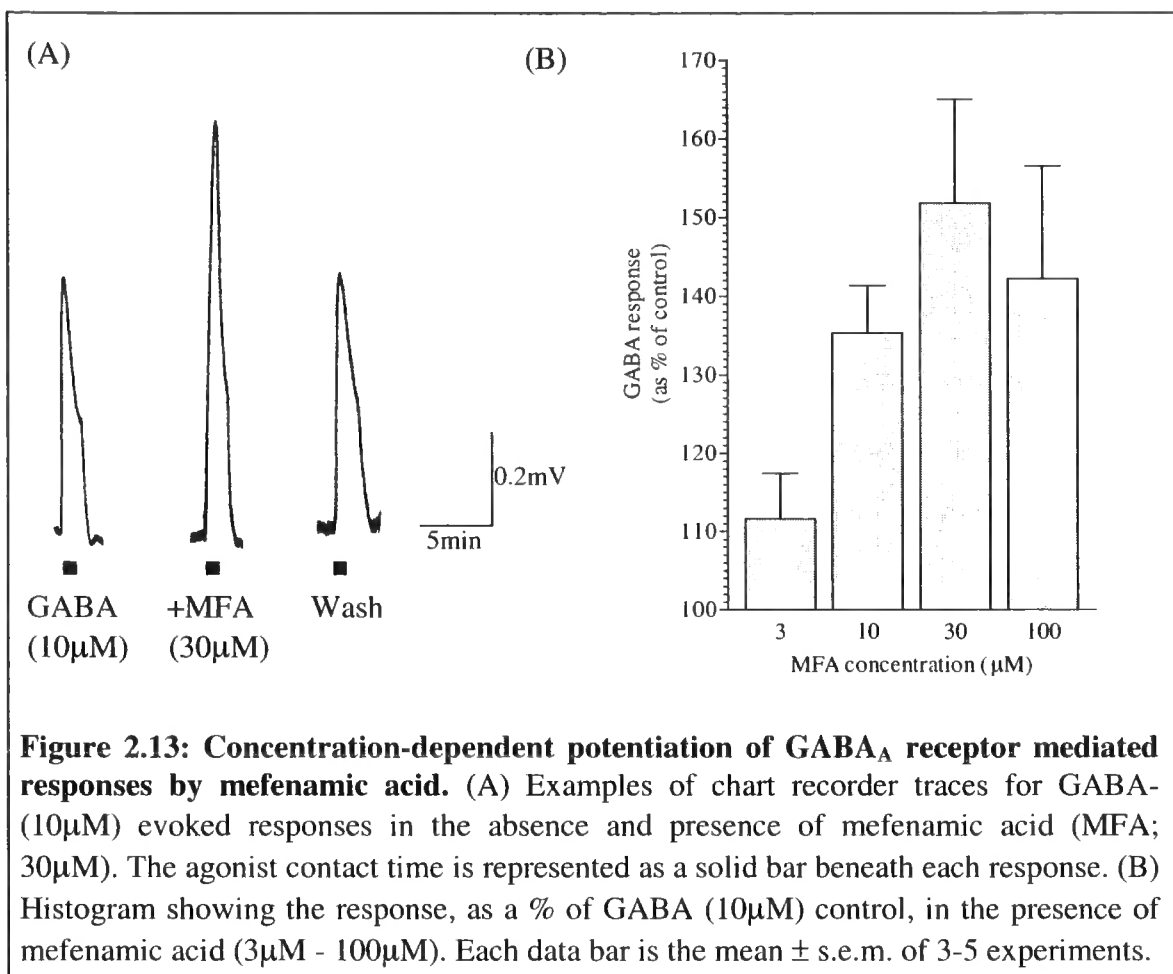 (A)
0.2mV
5min
GABA +MFA Wash
(10µM) (30µM)
(B)
170
160
150
140
130
120
110
100
GABA response
(as % of control)
3 10 30 100
MFA concentration (µM)
Figure 2.13: Concentration-dependent potentiation of GABA_A receptor mediated
responses by mefenamic acid. (A) Examples of chart recorder traces for GABA-
(10µM) evoked responses in the absence and presence of mefenamic acid (MFA;
30µM). The agonist contact time is represented as a solid bar beneath each response. (B)
Histogram showing the response, as a % of GABA (10µM) control, in the presence of
mefenamic acid (3µM - 100µM). Each data bar is the mean ± s.e.m. of 3-5 experiments.